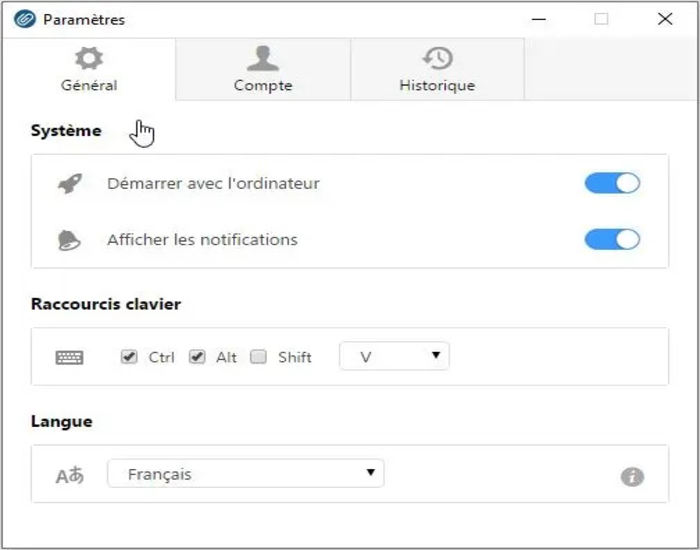 Paramètres
Général
Compte
Historique
Système
Démarrer avec l'ordinateur
Afficher les notifications
Raccourcis clavier
Ctrl Alt Shift V
Langue
Aあ Français